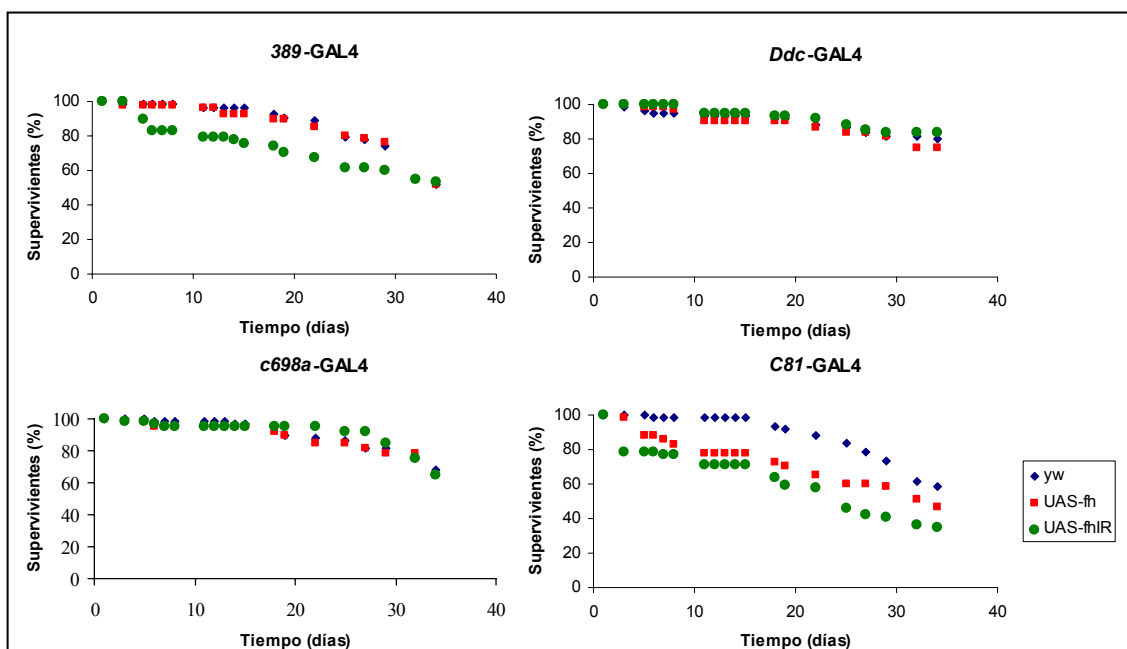 389-GAL4
Supervivientes (%)
100
80
60
40
20
0
0 10 20 30 40
Tiempo (días)
Ddc-GAL4
Supervivientes (%)
100
80
60
40
20
0
0 10 20 30 40
Tiempo (días)
c698a-GAL4
Supervivientes (%)
100
80
60
40
20
0
0 10 20 30 40
Tiempo (días)
C81-GAL4
Supervivientes (%)
100
80
60
40
20
0
0 10 20 30 40
Tiempo (días)
yw
UAS-fh
UAS-fhIR